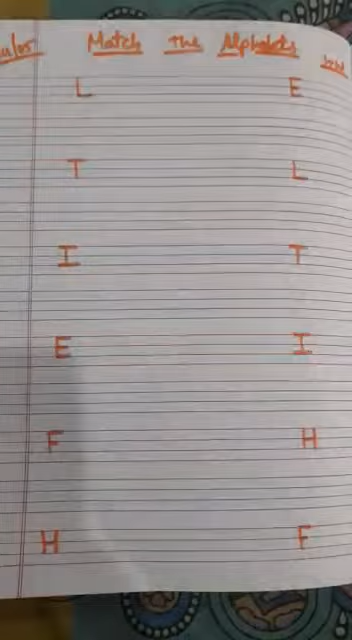 Match The Alphabets
L E
T L
I T
E I
F H
H F